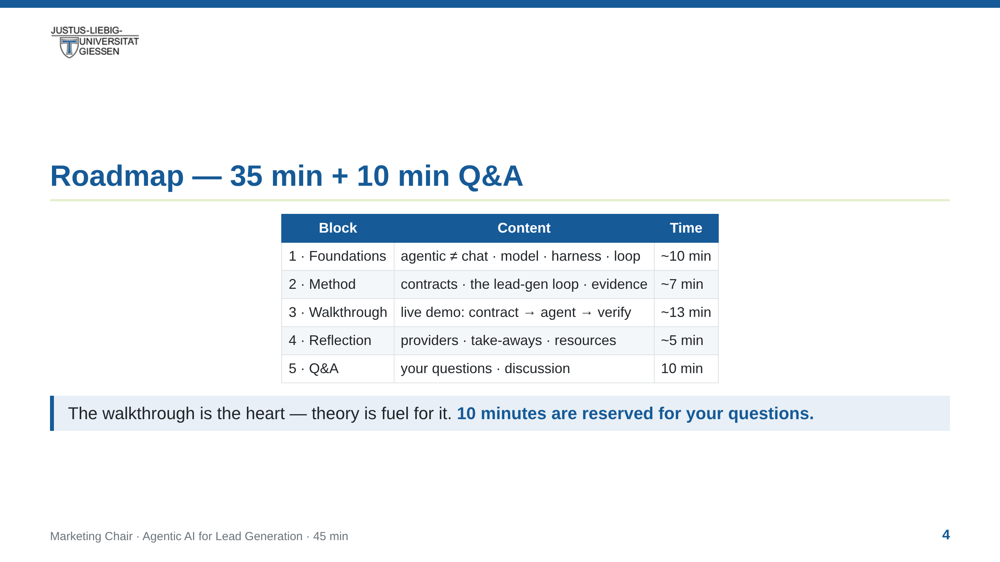 JUSTUS-LIEBIG-
UNIVERSITÄT
GIESSEN
Roadmap — 35 min + 10 min Q&A
Block Content Time
1 · Foundations agentic ≠ chat · model · harness · loop ~10 min
2 · Method contracts · the lead-gen loop · evidence ~7 min
3 · Walkthrough live demo: contract → agent → verify ~13 min
4 · Reflection providers · take-aways · resources ~5 min
5 · Q&A your questions · discussion 10 min
The walkthrough is the heart — theory is fuel for it. 10 minutes are reserved for your questions.
Marketing Chair · Agentic AI for Lead Generation · 45 min
4